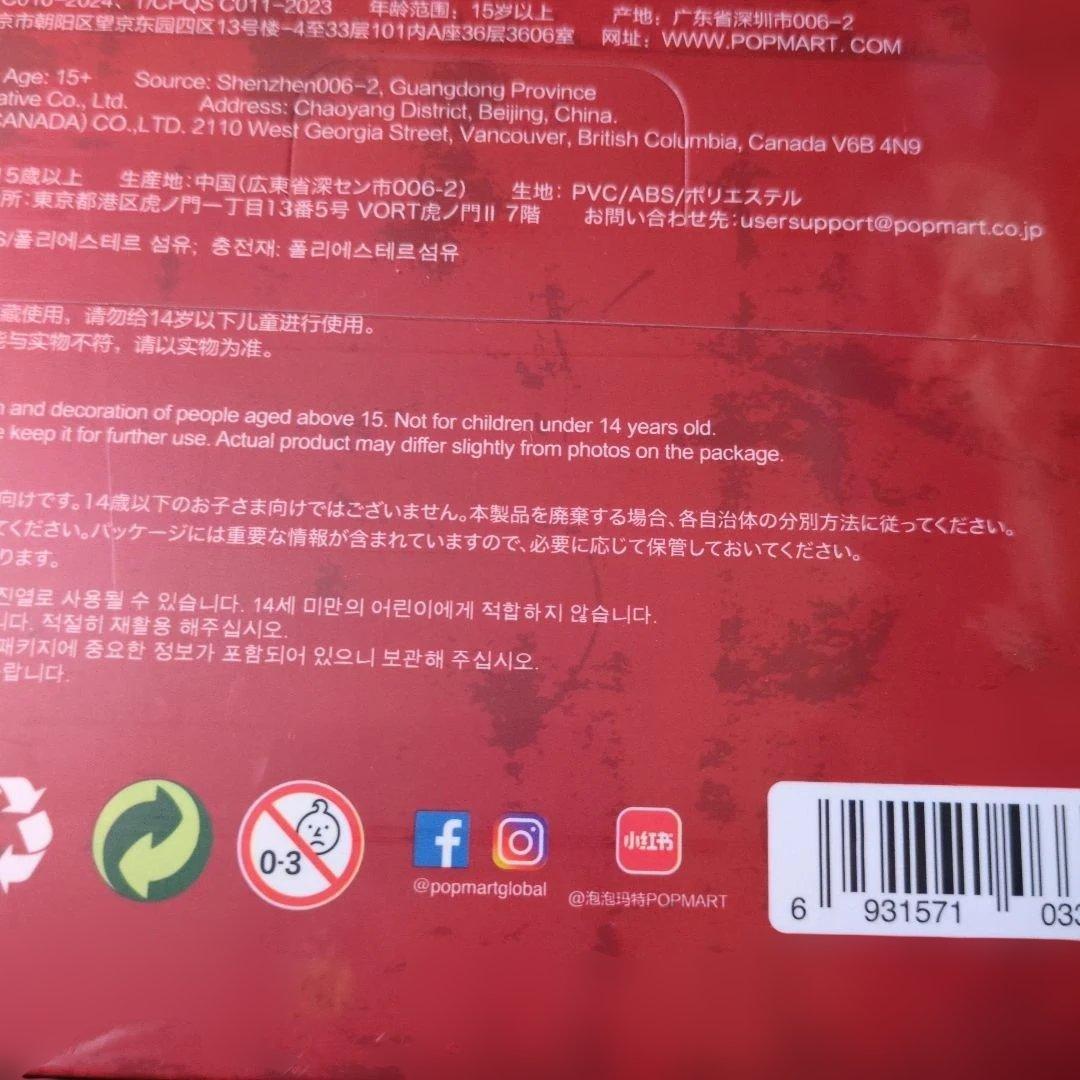 C011-2023 年龄范围：15岁以上 产地：广东省深圳市006-2
京市朝阳区望京东园四区13号楼-4至33层101内A座36层3606室 网址：WWW.POPMART.COM
Age: 15+ Source: Shenzhen006-2, Guangdong Province
ative Co., Ltd. Address: Chaoyang District, Beijing, China.
CANADA) CO.,LTD. 2110 West Georgia Street, Vancouver, British Columbia, Canada V6B 4N9
15歳以上 生産地:中国(広東省深セン市006-2) 生地: PVC/ABS/ポリエステル
所:東京都港区虎ノ門一丁目13番5号 VORT虎ノ門II 7階 お問い合わせ先:usersupport@popmart.co.jp
S/폴리에스테르 섬유; 충전재: 폴리에스테르섬유
藏使用，请勿给14岁以下儿童进行使用。
能与实物不符，请以实物为准。
n and decoration of people aged above 15. Not for children under 14 years old.
e keep it for further use. Actual product may differ slightly from photos on the package.
向けです。14歳以下のお子さま向けではございません。本製品を廃棄する場合、各自治体の分別方法に従ってください。
てください。パッケージには重要な情報が含まれていますので、必要に応じて保管しておいてください。
ります。
진열로 사용될 수 있습니다. 14세 미만의 어린이에게 적합하지 않습니다.
니다. 적절히 재활용 해주십시오.
패키지에 중요한 정보가 포함되어 있으니 보관해 주십시오.
랍니다.
0-3
小红书
@popmartglobal
@泡泡玛特POPMART
6 931571 033